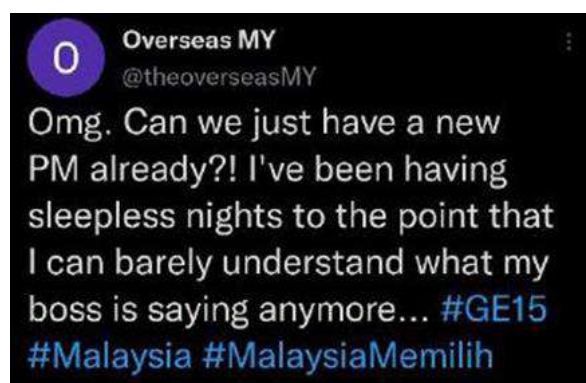 O
Overseas MY
@theoverseasMY
Omg. Can we just have a new
PM already?! I've been having
sleepless nights to the point that
I can barely understand what my
boss is saying anymore... #GE15
#Malaysia #MalaysiaMemilih